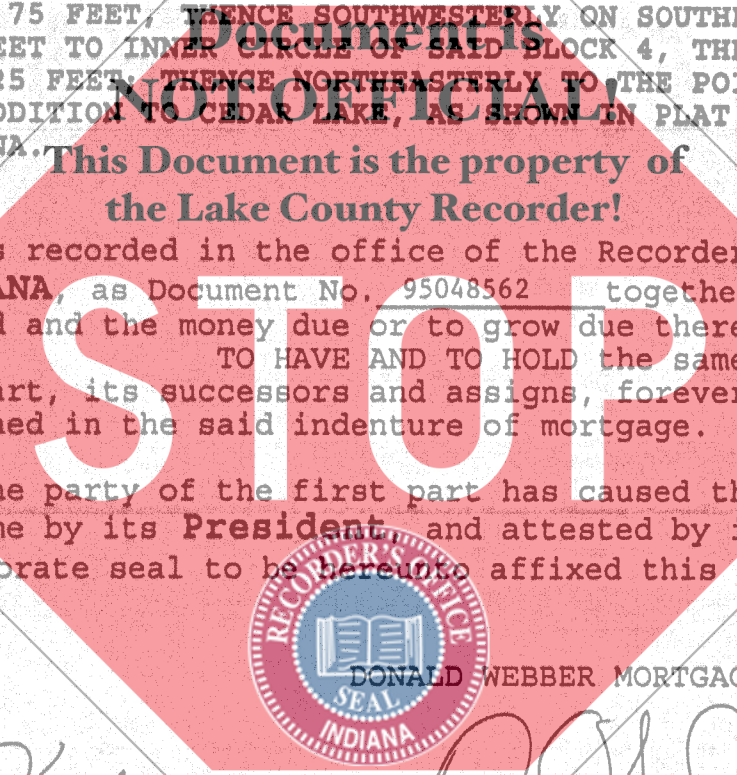 75 FEET, THENCE SOUTHWESTERLY ON SOUTHE
Document is
EET TO INNER CIRCLE OF SAID BLOCK 4, THE
25 FEET; THENCE NORTHEASTERLY TO THE POI
NOT OFFICIAL!
DDITION TO CEDAR LAKE, AS SHOWN IN PLAT
NA.
This Document is the property of
the Lake County Recorder!
s recorded in the office of the Recorder
ANA, as Document No. 95048562 togethe
d and the money due or to grow due there
TO HAVE AND TO HOLD the same
art, its successors and assigns, forever
ned in the said indenture of mortgage.
STOP
he party of the first part has caused th
me by its President, and attested by i
orate seal to be hereunto affixed this
RECORDER'S OFFICE
SEAL
INDIANA
DONALD WEBBER MORTGAG